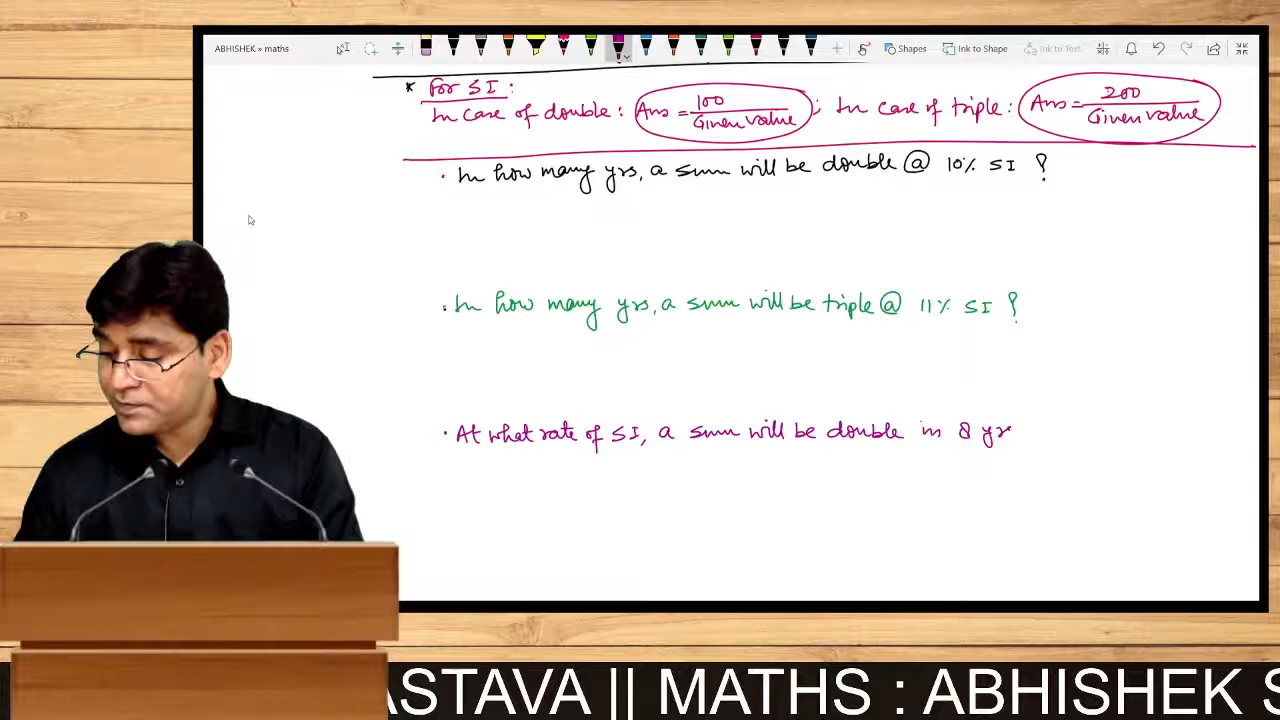 ABHISHEK » maths
Shapes
Ink to Shape
Ink to Text
* For SI:
In case of double: Ans = 100/Given value; In case of triple: Ans = 200/Given value
· In how many yrs, a sum will be double @ 10% SI ?
· In how many yrs, a sum will be triple @ 11% SI ?
· At what rate of SI, a sum will be double in 8 yr
ASTAVA || MATHS : ABHISHEK S